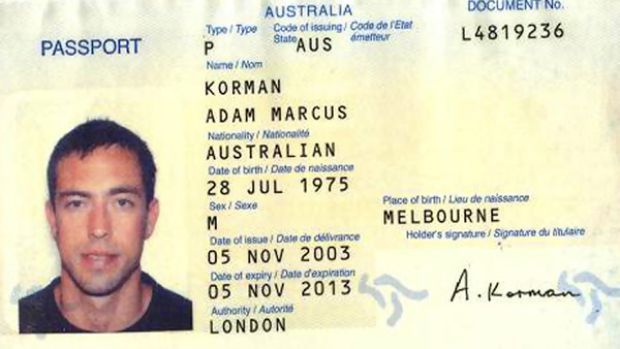 AUSTRALIA
DOCUMENT No.
PASSPORT
Type / Type
Code of issuing / Code de l'Etat
State émetteur
P AUS
L4819236
Name / Nom
KORMAN
ADAM MARCUS
Nationality / Nationalité
AUSTRALIAN
Date of birth / Date de naissance
28 JUL 1975
Sex / Sexe
Place of birth / Lieu de naissance
M
MELBOURNE
Holder's signature / Signature du titulaire
Date of issue / Date de délivrance
05 NOV 2003
Date of expiry / Date d'expiration
05 NOV 2013
A. Korman
Authority / Autorité
LONDON